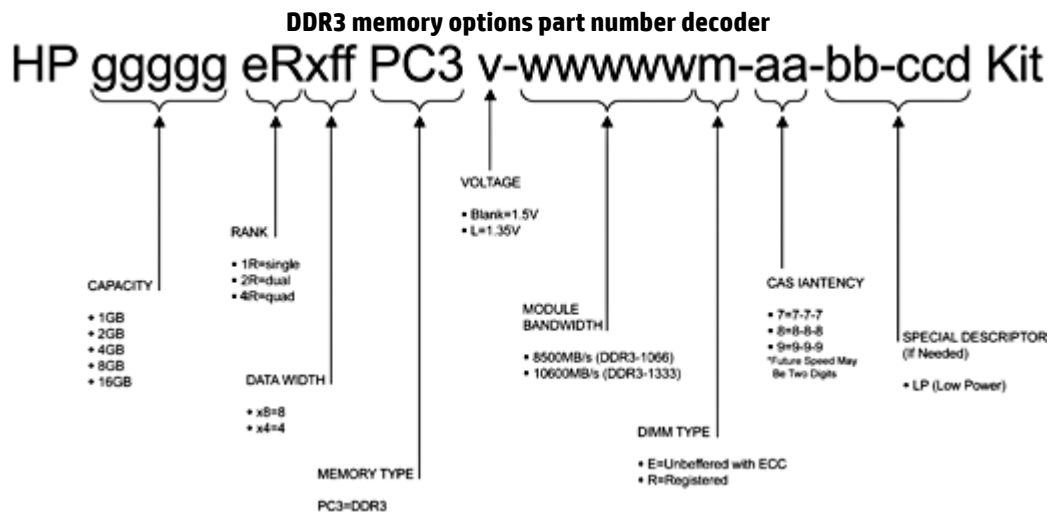 DDR3 memory options part number decoder
HP ggggg eRxff PC3 v-wwwwwm-aa-bb-ccd Kit
CAPACITY
• 1GB
• 2GB
• 4GB
• 8GB
• 16GB
RANK
• 1R=single
• 2R=dual
• 4R=quad
DATA WIDTH
• x8=8
• x4=4
MEMORY TYPE
PC3=DDR3
VOLTAGE
• Blank=1.5V
• L=1.35V
MODULE
BANDWIDTH
• 8500MB/s (DDR3-1066)
• 10600MB/s (DDR3-1333)
DIMM TYPE
• E=Unbeffered with ECC
• R=Registered
CAS IANTENCY
• 7=7-7-7
• 8=8-8-8
• 9=9-9-9
*Future Speed May
Be Two Digits
SPECIAL DESCRIPTOR
(If Needed)
• LP (Low Power)